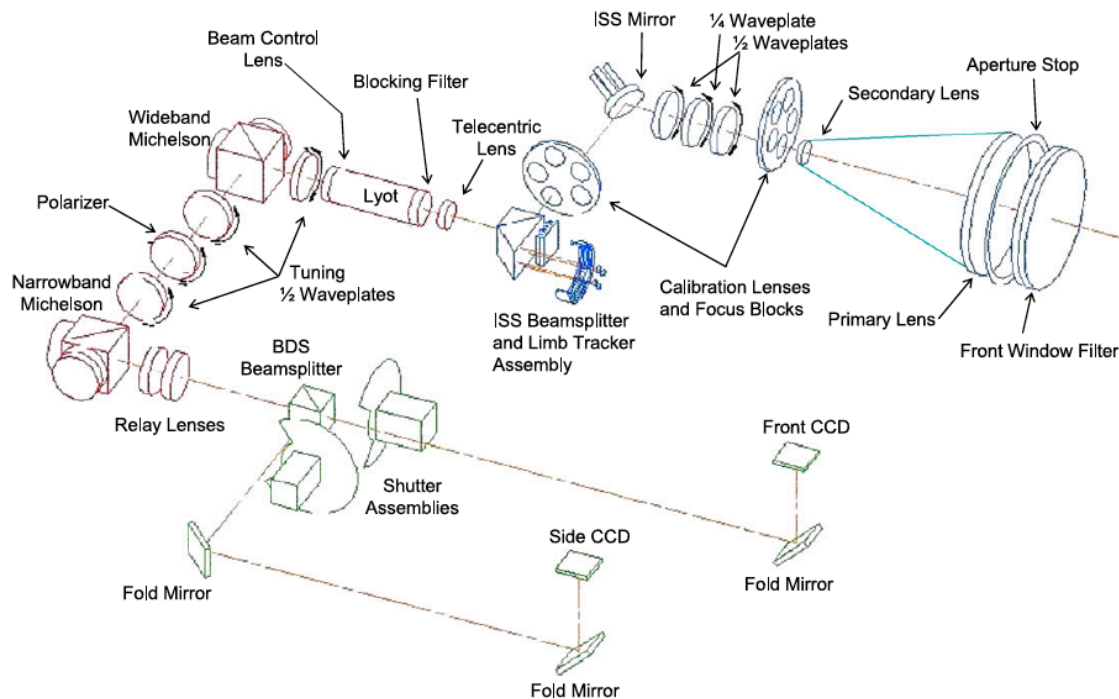 ISS Mirror
¼ Waveplate
½ Waveplates
Beam Control
Lens
Aperture Stop
Blocking Filter
Secondary Lens
Wideband
Michelson
Telecentric
Lens
Lyot
Polarizer
Tuning
½ Waveplates
Narrowband
Michelson
Calibration Lenses
and Focus Blocks
Primary Lens
ISS Beamsplitter
and Limb Tracker
Assembly
Front Window Filter
BDS
Beamsplitter
Relay Lenses
Front CCD
Shutter
Assemblies
Side CCD
Fold Mirror
Fold Mirror
Fold Mirror